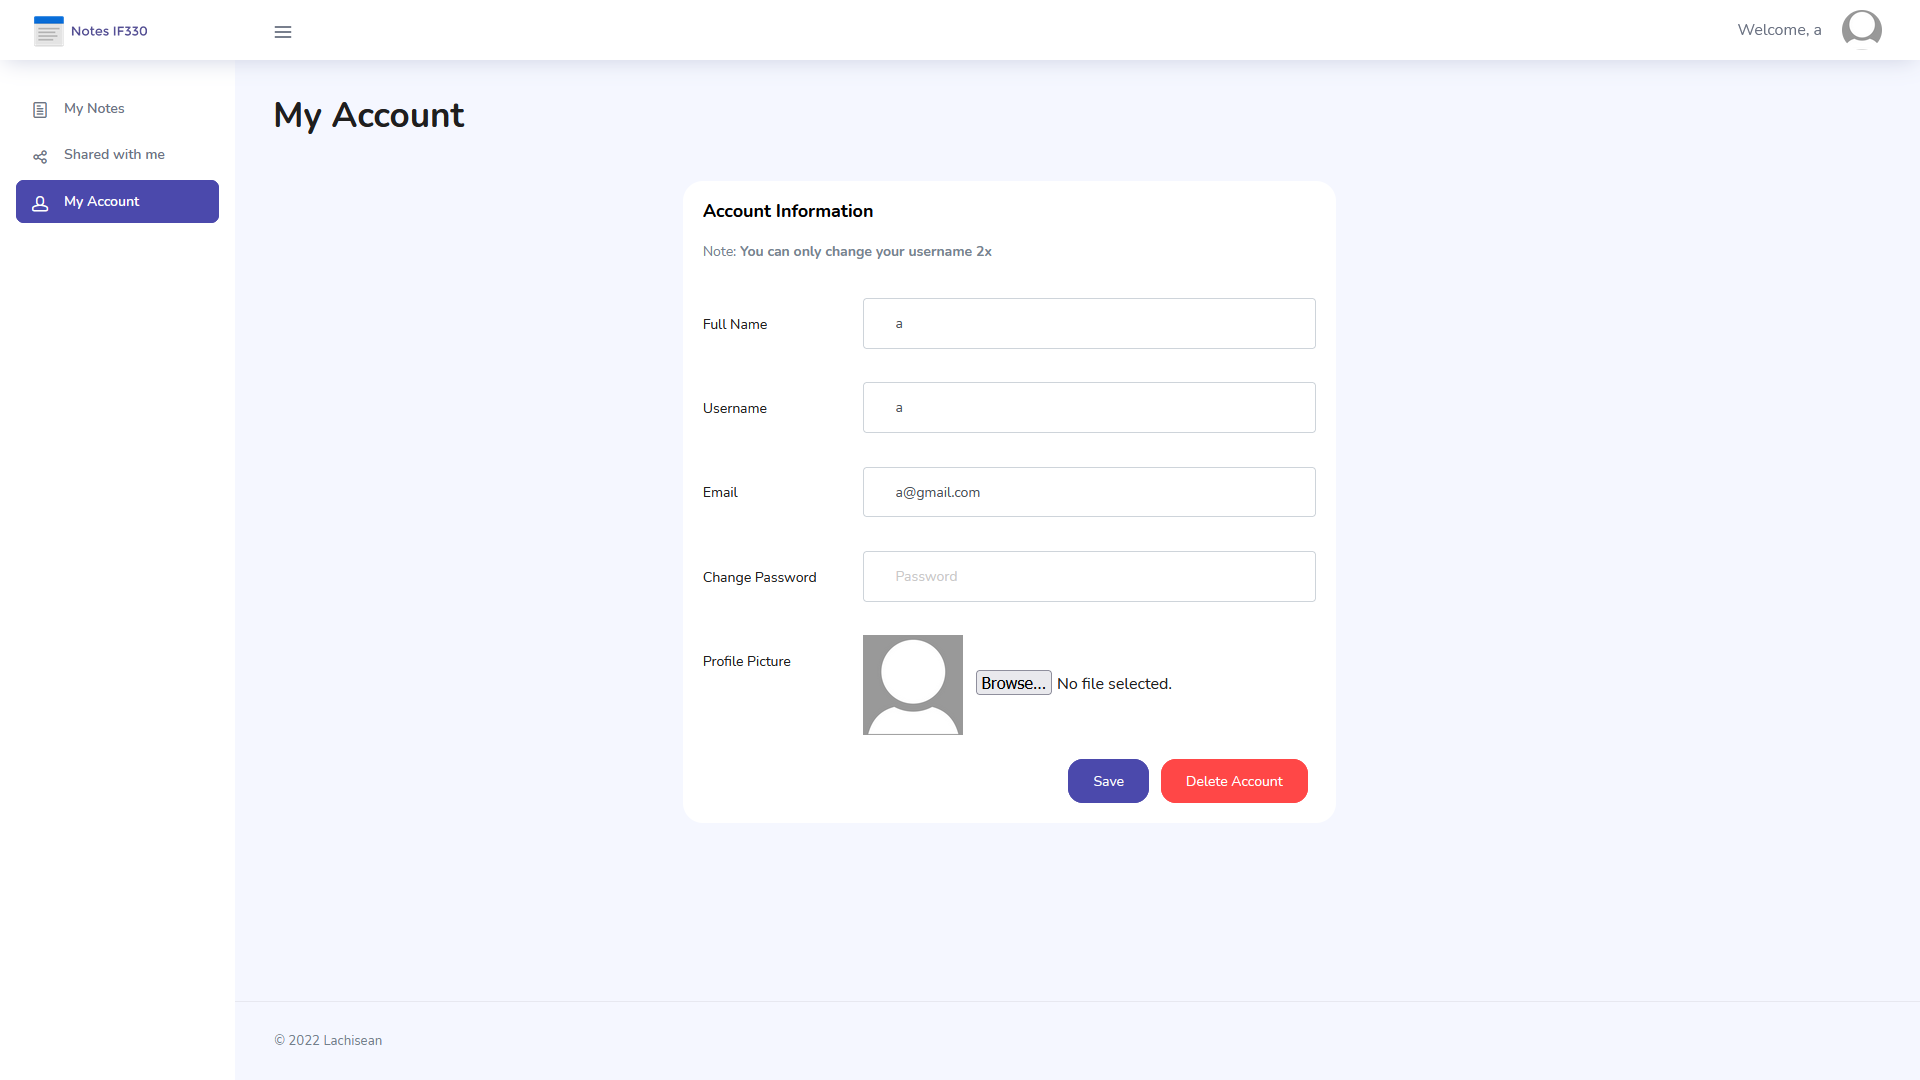 Notes IF330
Welcome, a
My Notes
Shared with me
My Account
My Account
Account Information
Note: You can only change your username 2x
Full Name
a
Username
a
Email
a@gmail.com
Change Password
Password
Profile Picture
Browse... No file selected.
Save
Delete Account
© 2022 Lachisean